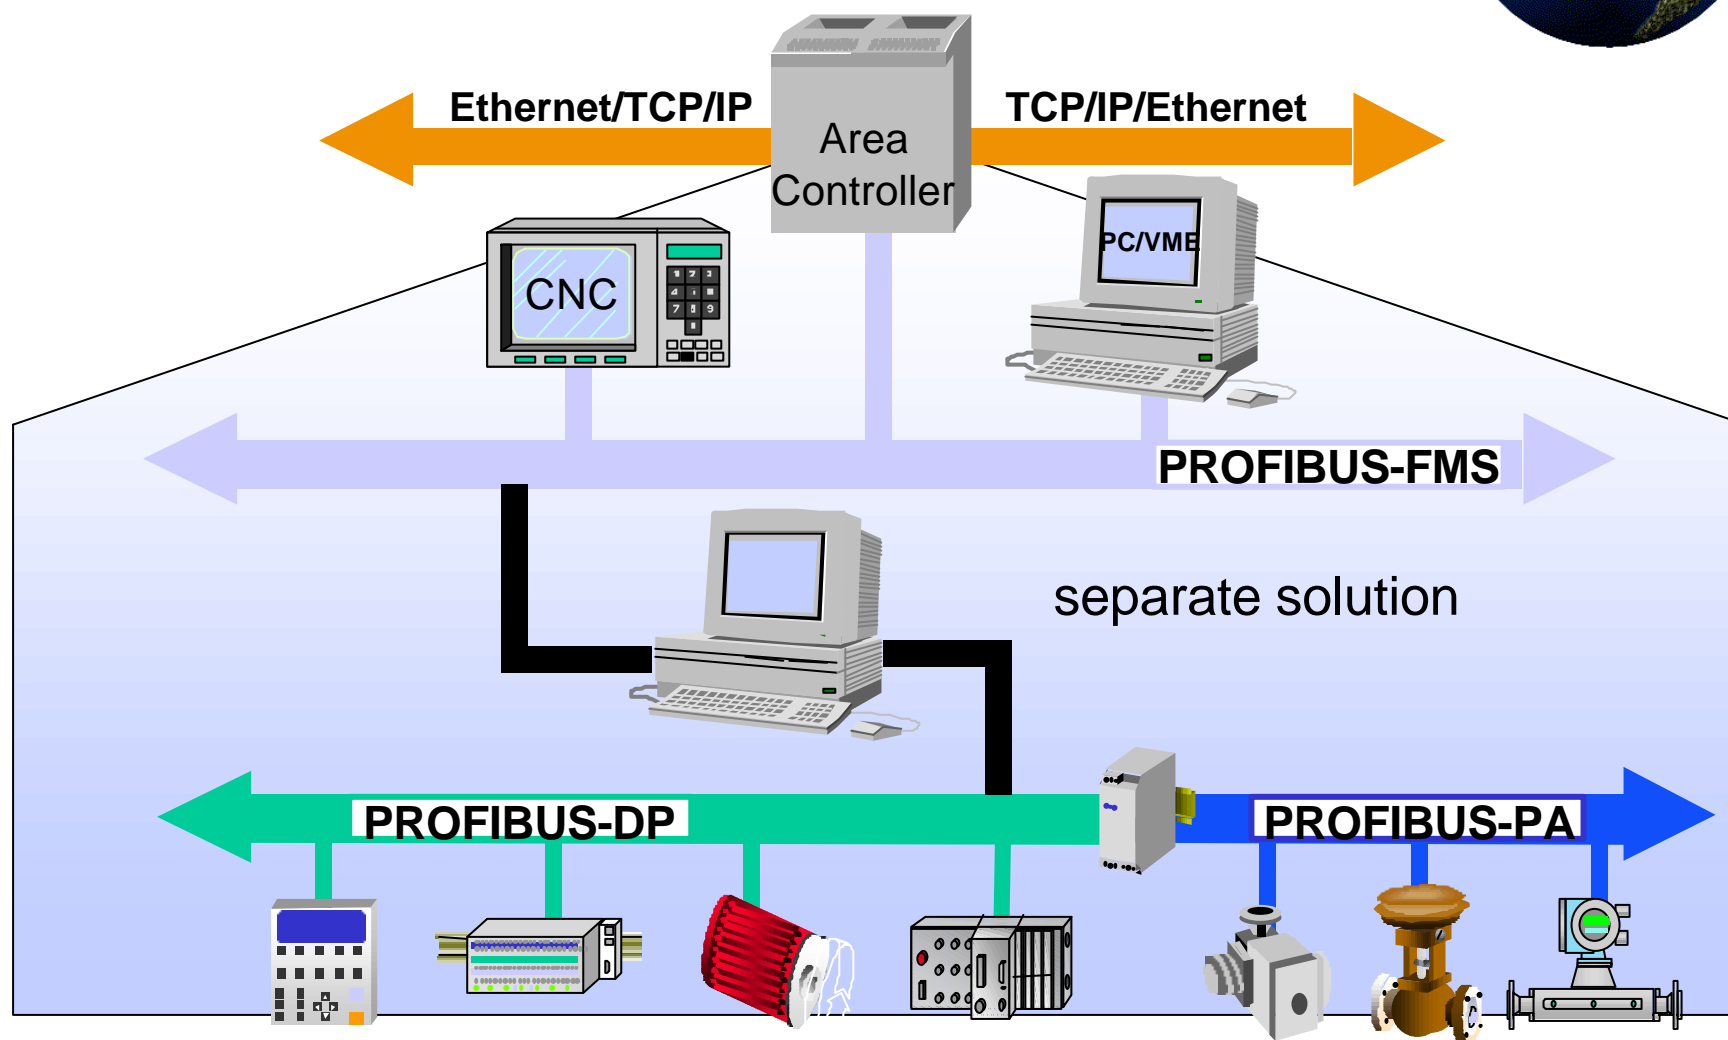 Ethernet/TCP/IP
TCP/IP/Ethernet
Area
Controller
PC/VME
CNC
PROFIBUS-FMS
separate solution
PROFIBUS-DP
PROFIBUS-PA